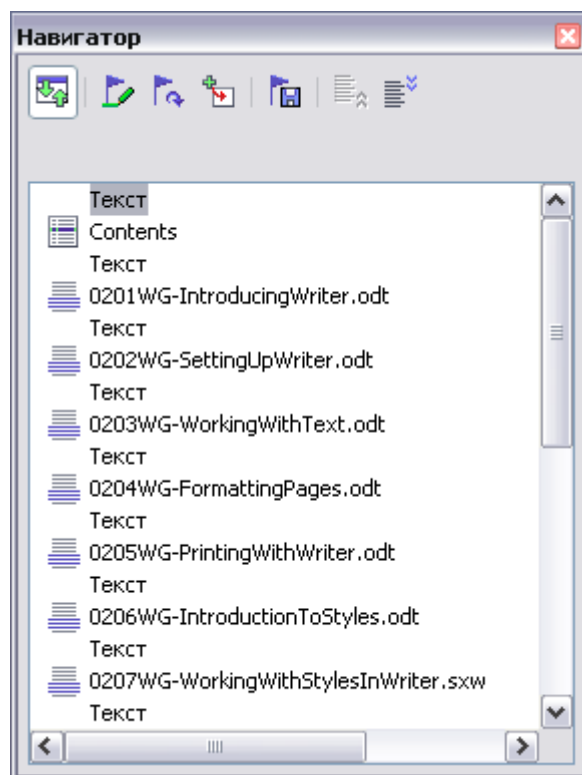 Навигатор
Текст
Contents
Текст
0201WG-IntroducingWriter.odt
Текст
0202WG-SettingUpWriter.odt
Текст
0203WG-WorkingWithText.odt
Текст
0204WG-FormattingPages.odt
Текст
0205WG-PrintingWithWriter.odt
Текст
0206WG-IntroductionToStyles.odt
Текст
0207WG-WorkingWithStylesInWriter.sxw
Текст